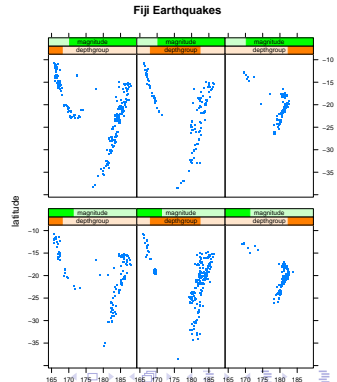 Fiji Earthquakes
magnitude magnitude magnitude
depthgroup depthgroup depthgroup
−10
−15
−20
−25
−30
−35
latitude
magnitude magnitude magnitude
depthgroup depthgroup depthgroup
−10
−15
−20
−25
−30
−35
165 170 175 180 185 165 170 175 180 185 165 170 175 180 185